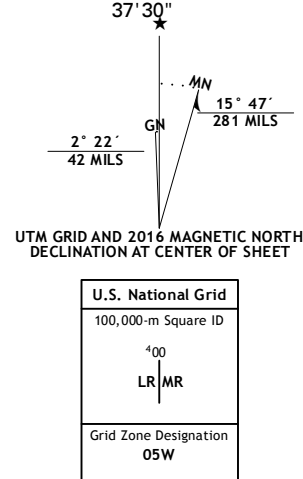 37'30"
★
MN
15° 47´
281 MILS
GN
2° 22´
42 MILS
UTM GRID AND 2016 MAGNETIC NORTH
DECLINATION AT CENTER OF SHEET
U.S. National Grid
100,000-m Square ID
⁴00
LR MR
Grid Zone Designation
05W